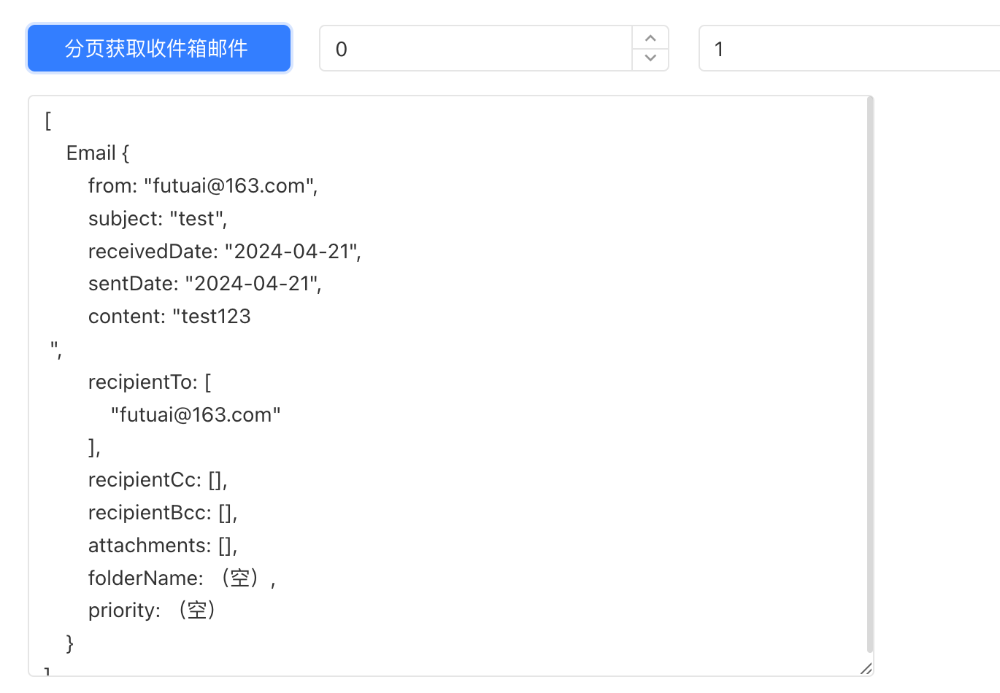 分页获取收件箱邮件
0
1
[
Email {
from: "futuai@163.com",
subject: "test",
receivedDate: "2024-04-21",
sentDate: "2024-04-21",
content: "test123
",
recipientTo: [
"futuai@163.com"
],
recipientCc: [],
recipientBcc: [],
attachments: [],
folderName: （空）,
priority: （空）
}
]